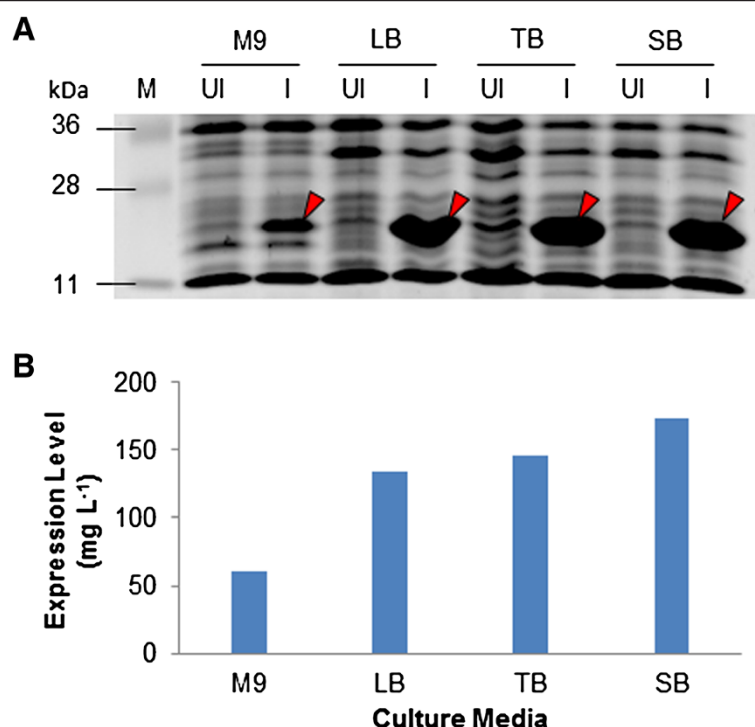 A
M9 LB TB SB
kDa M UI I UI I UI I UI I
36
28
11
B
200
150
100
50
0
Expression Level
(mg L-1)
M9 LB TB SB
Culture Media